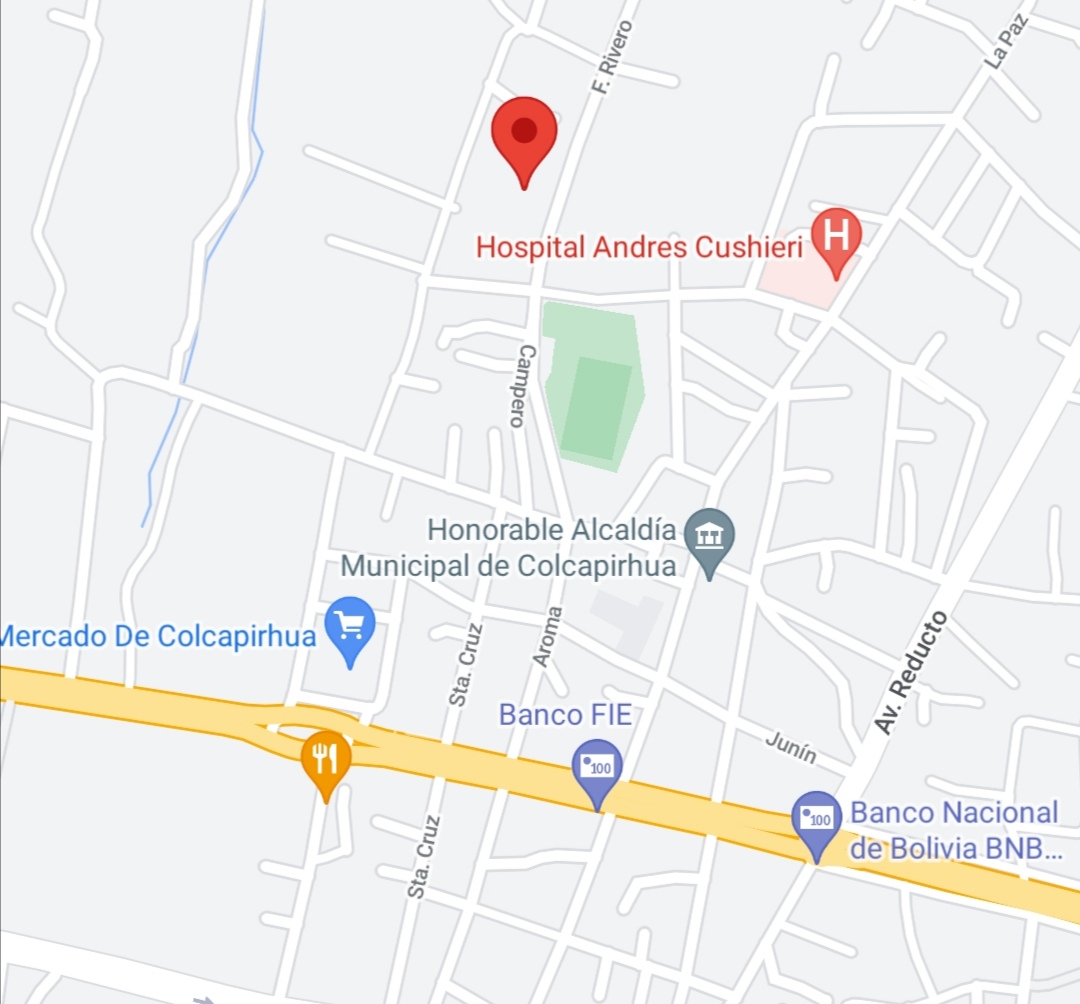 La Paz
F. Rivero
H
Hospital Andres Cushieri
Campero
Honorable Alcaldía
Municipal de Colcapirhua
Mercado De Colcapirhua
Aroma
Sta. Cruz
Av. Reducto
Banco FIE
Junín
100
100
Banco Nacional
de Bolivia BNB...
Sta. Cruz